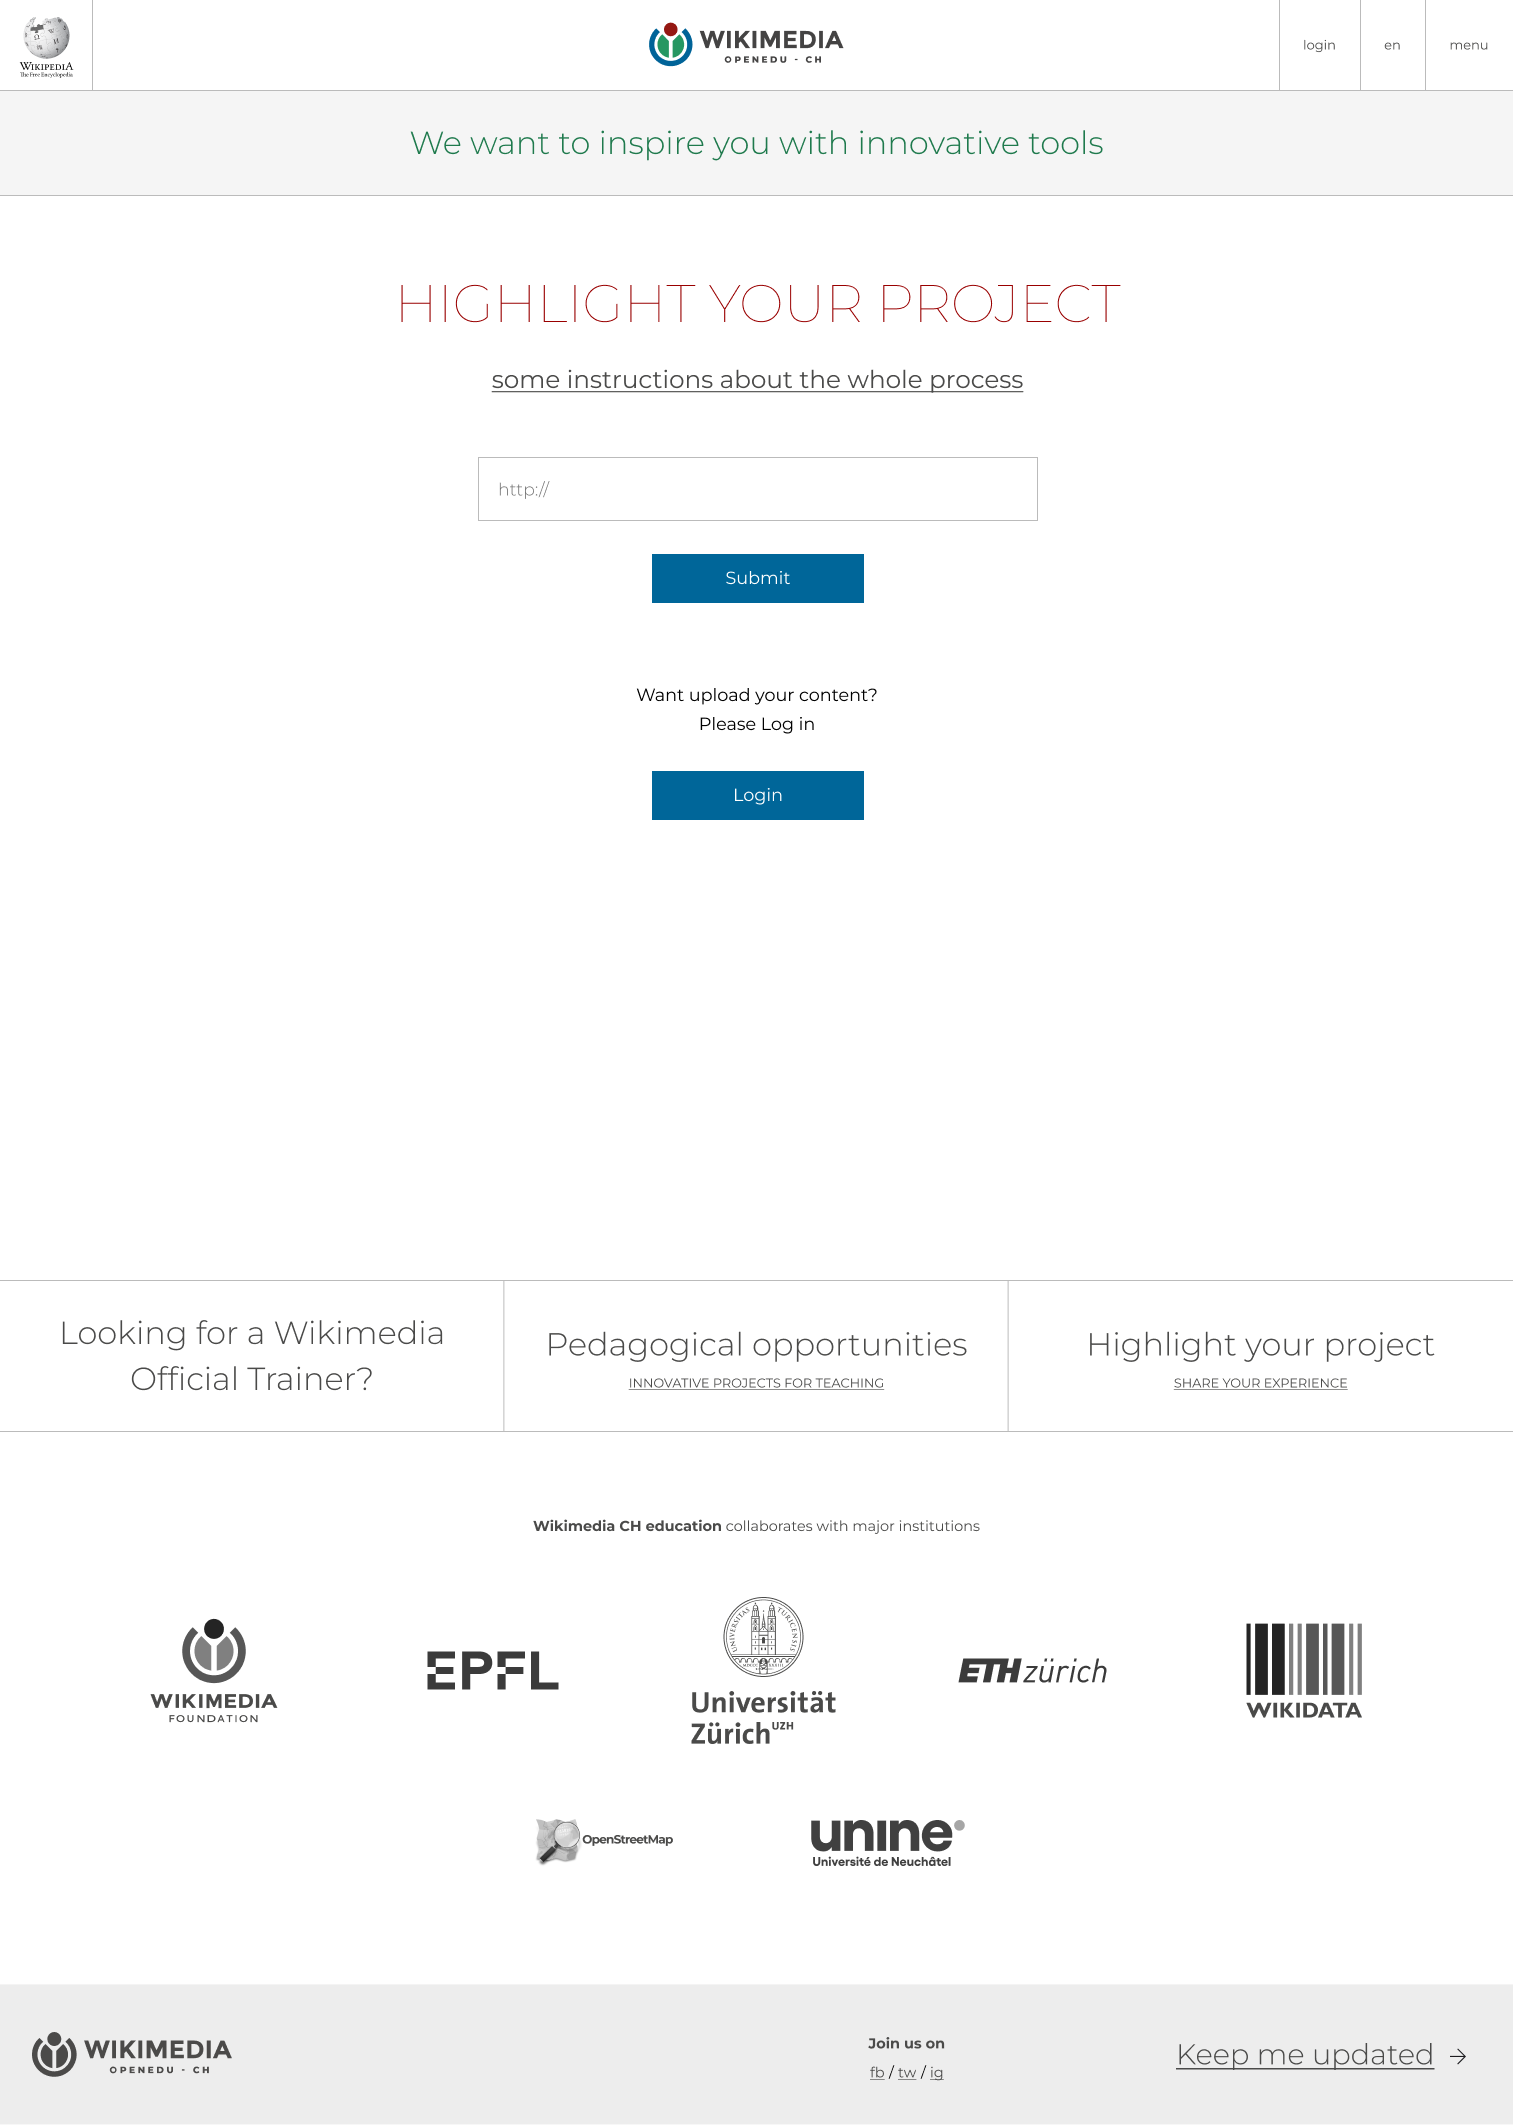 WIKIPEDIA
The Free Encyclopedia
WIKIMEDIA
OPENEDU - CH
login
en
menu
We want to inspire you with innovative tools
HIGHLIGHT YOUR PROJECT
some instructions about the whole process
http://
Submit
Want upload your content?
Please Log in
Login
Looking for a Wikimedia
Official Trainer?
Pedagogical opportunities
INNOVATIVE PROJECTS FOR TEACHING
Highlight your project
SHARE YOUR EXPERIENCE
Wikimedia CH education collaborates with major institutions
WIKIMEDIA
FOUNDATION
EPFL
UNIVERSITAS TURICENSIS
Universität
Zürich UZH
ETH zürich
WIKIDATA
OpenStreetMap
unine
Université de Neuchâtel
WIKIMEDIA
OPENEDU - CH
Join us on
fb / tw / ig
Keep me updated →